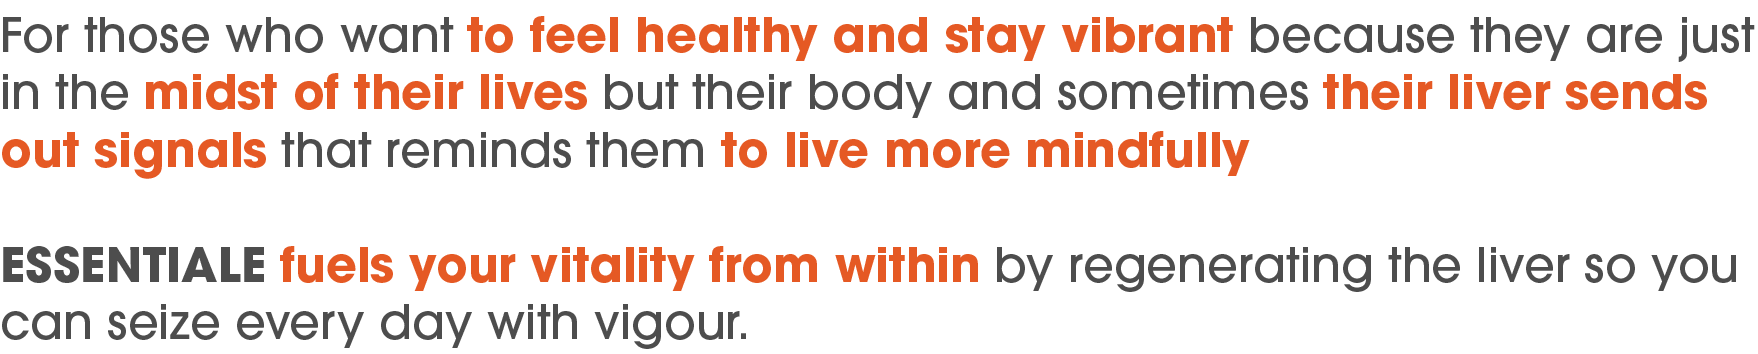 For those who want to feel healthy and stay vibrant because they are just
in the midst of their lives but their body and sometimes their liver sends
out signals that reminds them to live more mindfully
ESSENTIALE fuels your vitality from within by regenerating the liver so you
can seize every day with vigour.